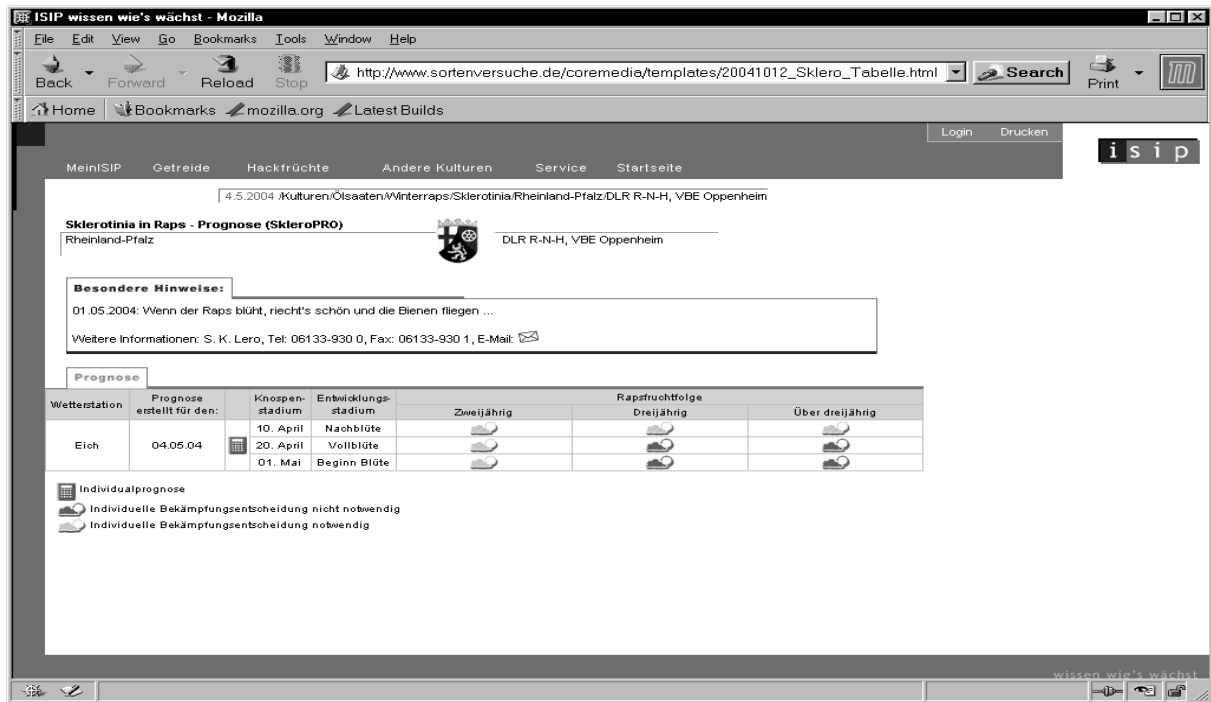 ISIP wissen wie's wächst - Mozilla
File Edit View Go Bookmarks Tools Window Help
Back Forward Reload Stop http://www.sortenversuche.de/coremedia/templates/20041012_Sklero_Tabelle.html Search Print
Home Bookmarks mozilla.org Latest Builds
Login Drucken
isip
MeinISIP Getreide Hackfrüchte Andere Kulturen Service Startseite
4.5.2004 /Kulturen/Ölsaaten/Winterraps/Sklerotinia/Rheinland-Pfalz/DLR R-N-H, VBE Oppenheim
Sklerotinia in Raps - Prognose (SkleroPRO)
Rheinland-Pfalz DLR R-N-H, VBE Oppenheim
Besondere Hinweise:
01.05.2004: Wenn der Raps blüht, riecht's schön und die Bienen fliegen ...
Weitere Informationen: S. K. Lero, Tel: 06133-930 0, Fax: 06133-930 1, E-Mail:
Prognose
Wetterstation Prognose erstellt für den: Knospen-stadium Entwicklungs-stadium Rapsfruchtfolge
Zweijährig Dreijährig Über dreijährig
10. April Nachblüte
Eich 04.05.04 20. April Vollblüte
01. Mai Beginn Blüte
Individualprognose
Individuelle Bekämpfungsentscheidung nicht notwendig
Individuelle Bekämpfungsentscheidung notwendig
wissen wie's wächst